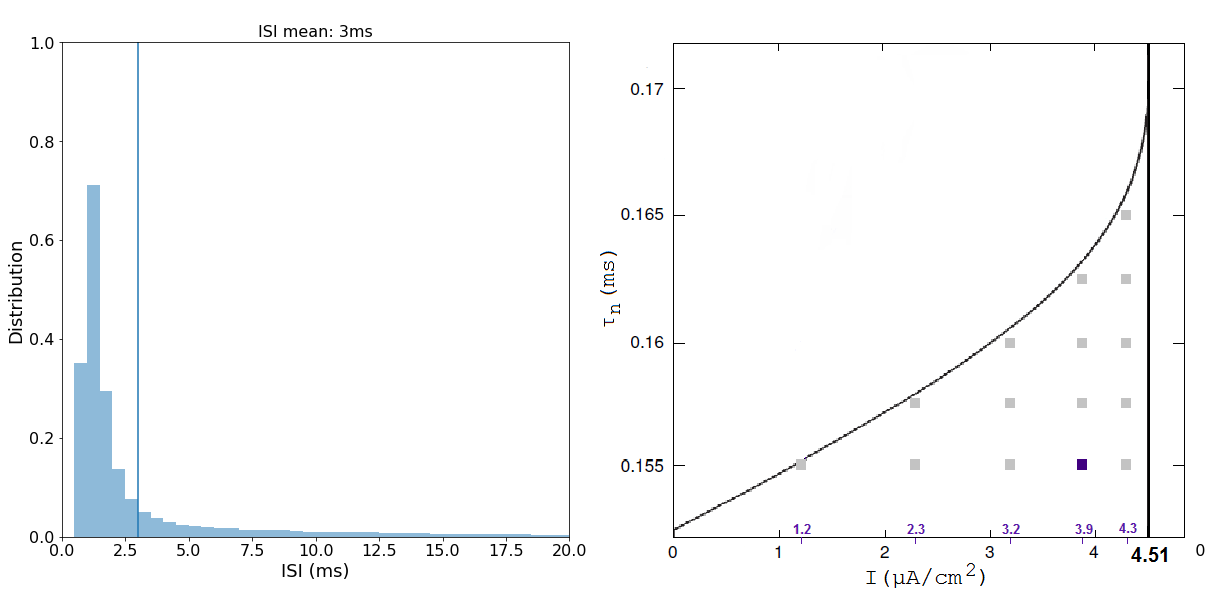 ISI mean: 3ms
1.0
0.8
0.6
0.4
0.2
0.0
Distribution
0.0 2.5 5.0 7.5 10.0 12.5 15.0 17.5 20.0
ISI (ms)
0.17
0.165
0.16
0.155
τn (ms)
1.2 2.3 3.2 3.9 4.3
0 1 2 3 4 4.51 0
I(μA/cm²)